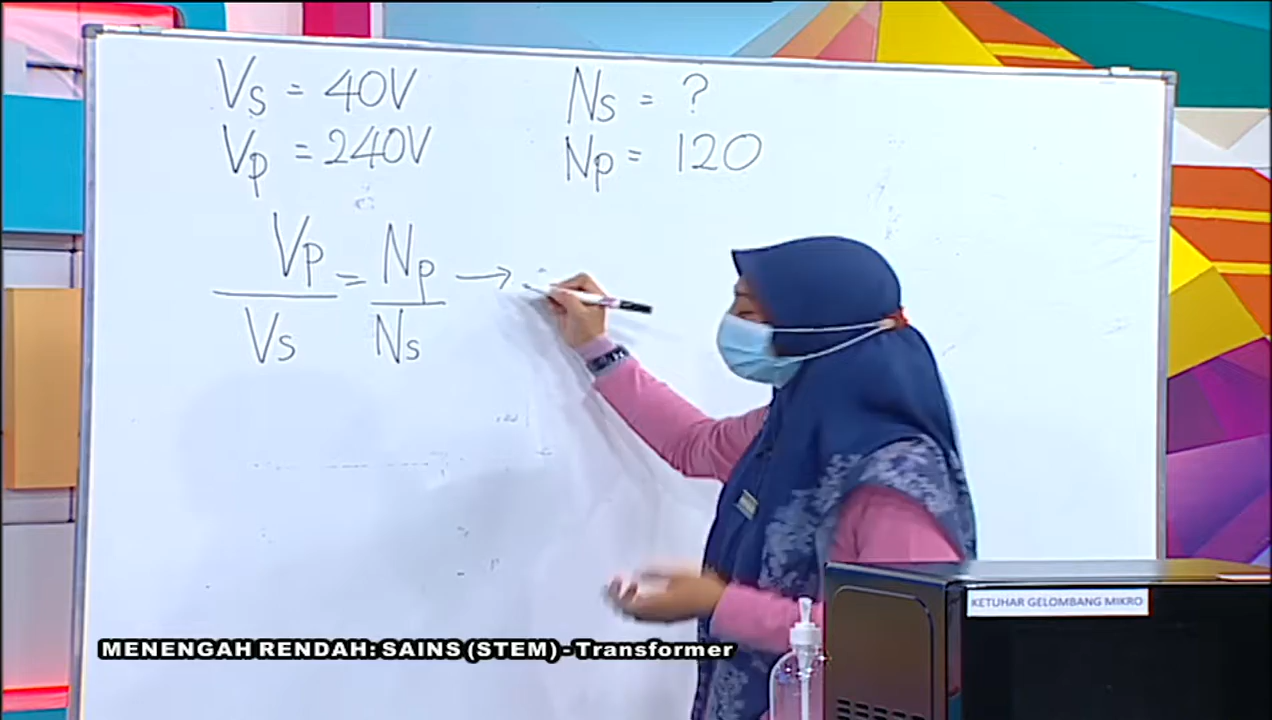 Vs = 40V
Vp = 240V
Ns = ?
Np = 120
Vp/Vs = Np/Ns →
KETUHAR GELOMBANG MIKRO
MENENGAH RENDAH: SAINS (STEM) - Transformer